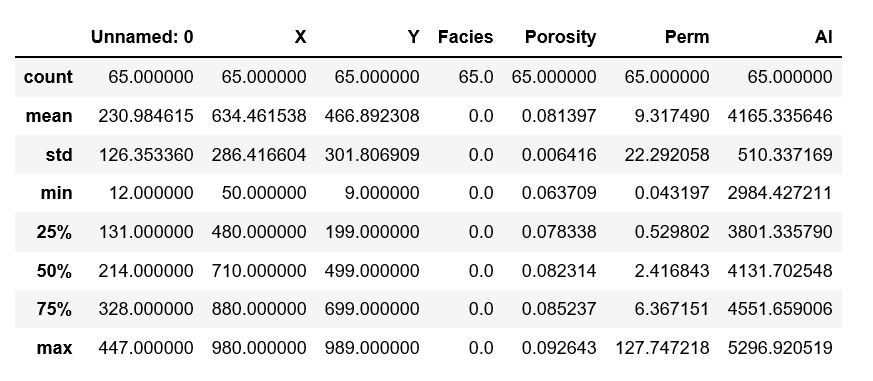 Unnamed: 0 X Y Facies Porosity Perm AI
count 65.000000 65.000000 65.000000 65.0 65.000000 65.000000 65.000000
mean 230.984615 634.461538 466.892308 0.0 0.081397 9.317490 4165.335646
std 126.353360 286.416604 301.806909 0.0 0.006416 22.292058 510.337169
min 12.000000 50.000000 9.000000 0.0 0.063709 0.043197 2984.427211
25% 131.000000 480.000000 199.000000 0.0 0.078338 0.529802 3801.335790
50% 214.000000 710.000000 499.000000 0.0 0.082314 2.416843 4131.702548
75% 328.000000 880.000000 699.000000 0.0 0.085237 6.367151 4551.659006
max 447.000000 980.000000 989.000000 0.0 0.092643 127.747218 5296.920519